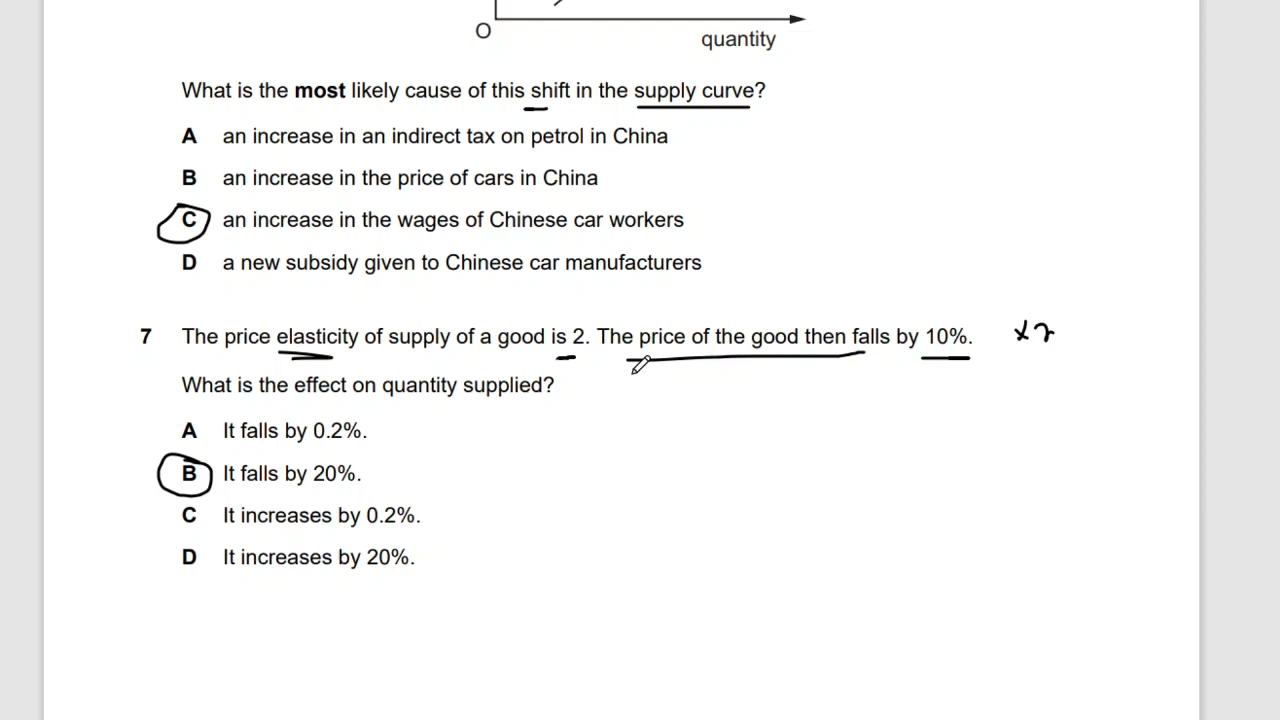 O
quantity
What is the most likely cause of this shift in the supply curve?
A an increase in an indirect tax on petrol in China
B an increase in the price of cars in China
C an increase in the wages of Chinese car workers
D a new subsidy given to Chinese car manufacturers
7 The price elasticity of supply of a good is 2. The price of the good then falls by 10%. x2
What is the effect on quantity supplied?
A It falls by 0.2%.
B It falls by 20%.
C It increases by 0.2%.
D It increases by 20%.